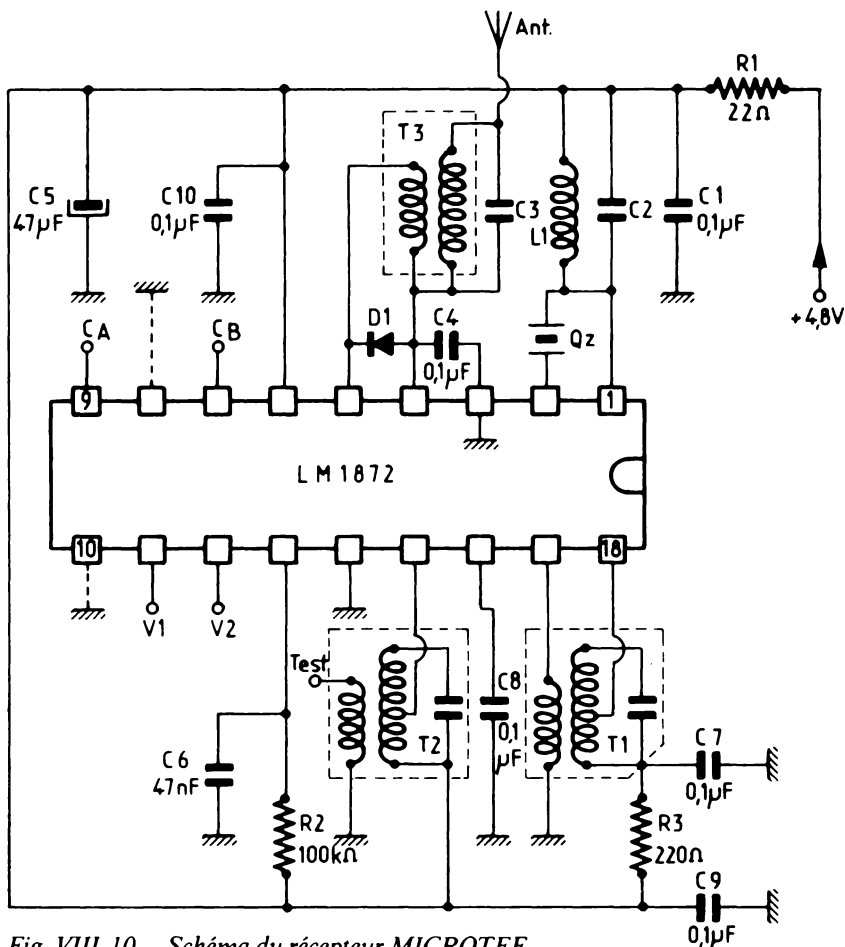 Ant.
R1
22Ω
T3
C5
47µF
C10
0,1µF
C3
L1
C2
C1
0,1µF
+4,8V
CA
CB
D1
C4
0,1µF
Qz
9
1
LM1872
10
18
V1
V2
Test
T2
C8
0,1
µF
T1
C7
0,1µF
C6
47nF
R2
100kΩ
R3
220Ω
C9
0,1µF
Fig. VIII-10. - Schéma du récepteur MICROTEF